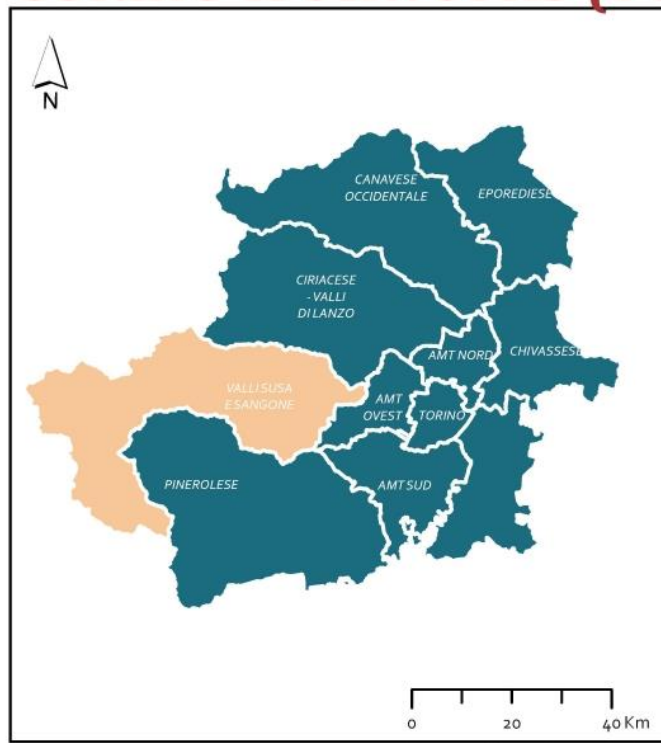 N
CANAVESE
OCCIDENTALE
EPOREDIESE
CIRIACESE
- VALLI
DI LANZO
AMT NORD
CHIVASSESE
VALLI SUSA
E SANGONE
AMT
OVEST
TORINO
PINEROLESE
AMT SUD
0 20 40 Km